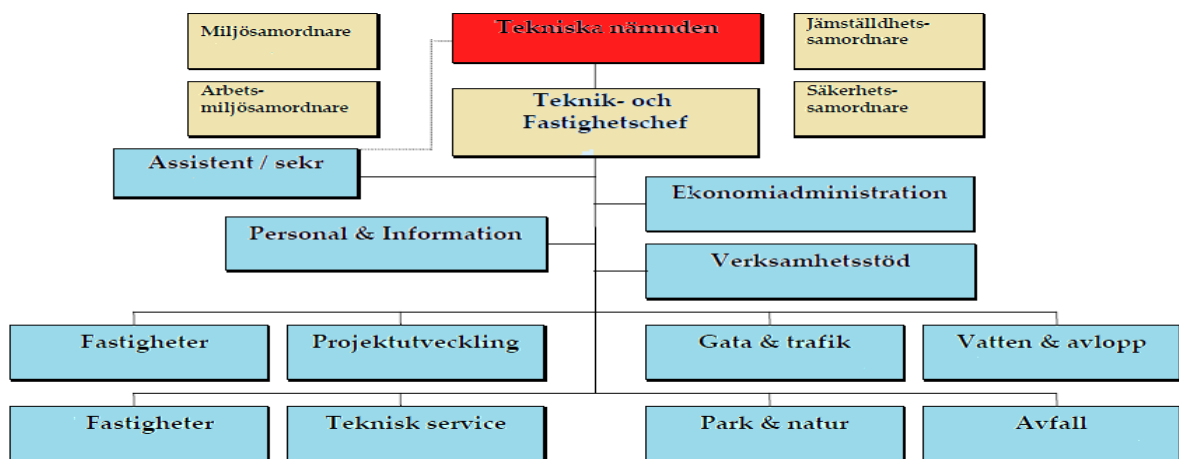 Miljösamordnare
Tekniska nämnden
Jämställdhets-
samordnare
Arbets-
miljösamordnare
Teknik- och
Fastighetschef
Säkerhets-
samordnare
Assistent / sekr
Ekonomiadministration
Personal & Information
Verksamhetsstöd
Fastigheter
Projektutveckling
Gata & trafik
Vatten & avlopp
Fastigheter
Teknisk service
Park & natur
Avfall